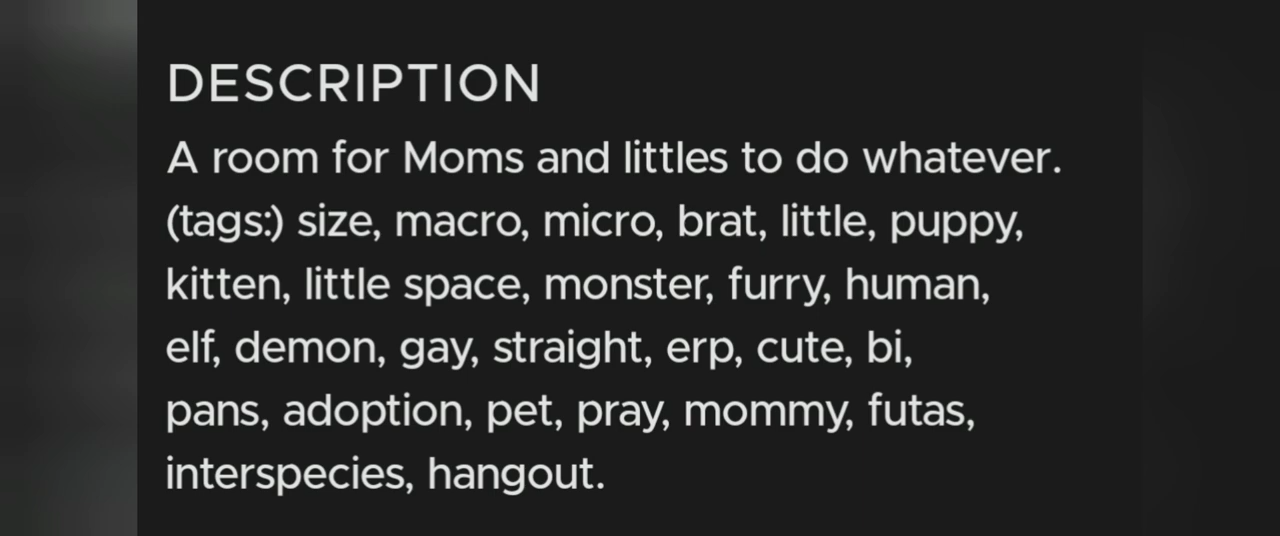 DESCRIPTION
A room for Moms and littles to do whatever.
(tags:) size, macro, micro, brat, little, puppy,
kitten, little space, monster, furry, human,
elf, demon, gay, straight, erp, cute, bi,
pans, adoption, pet, pray, mommy, futas,
interspecies, hangout.